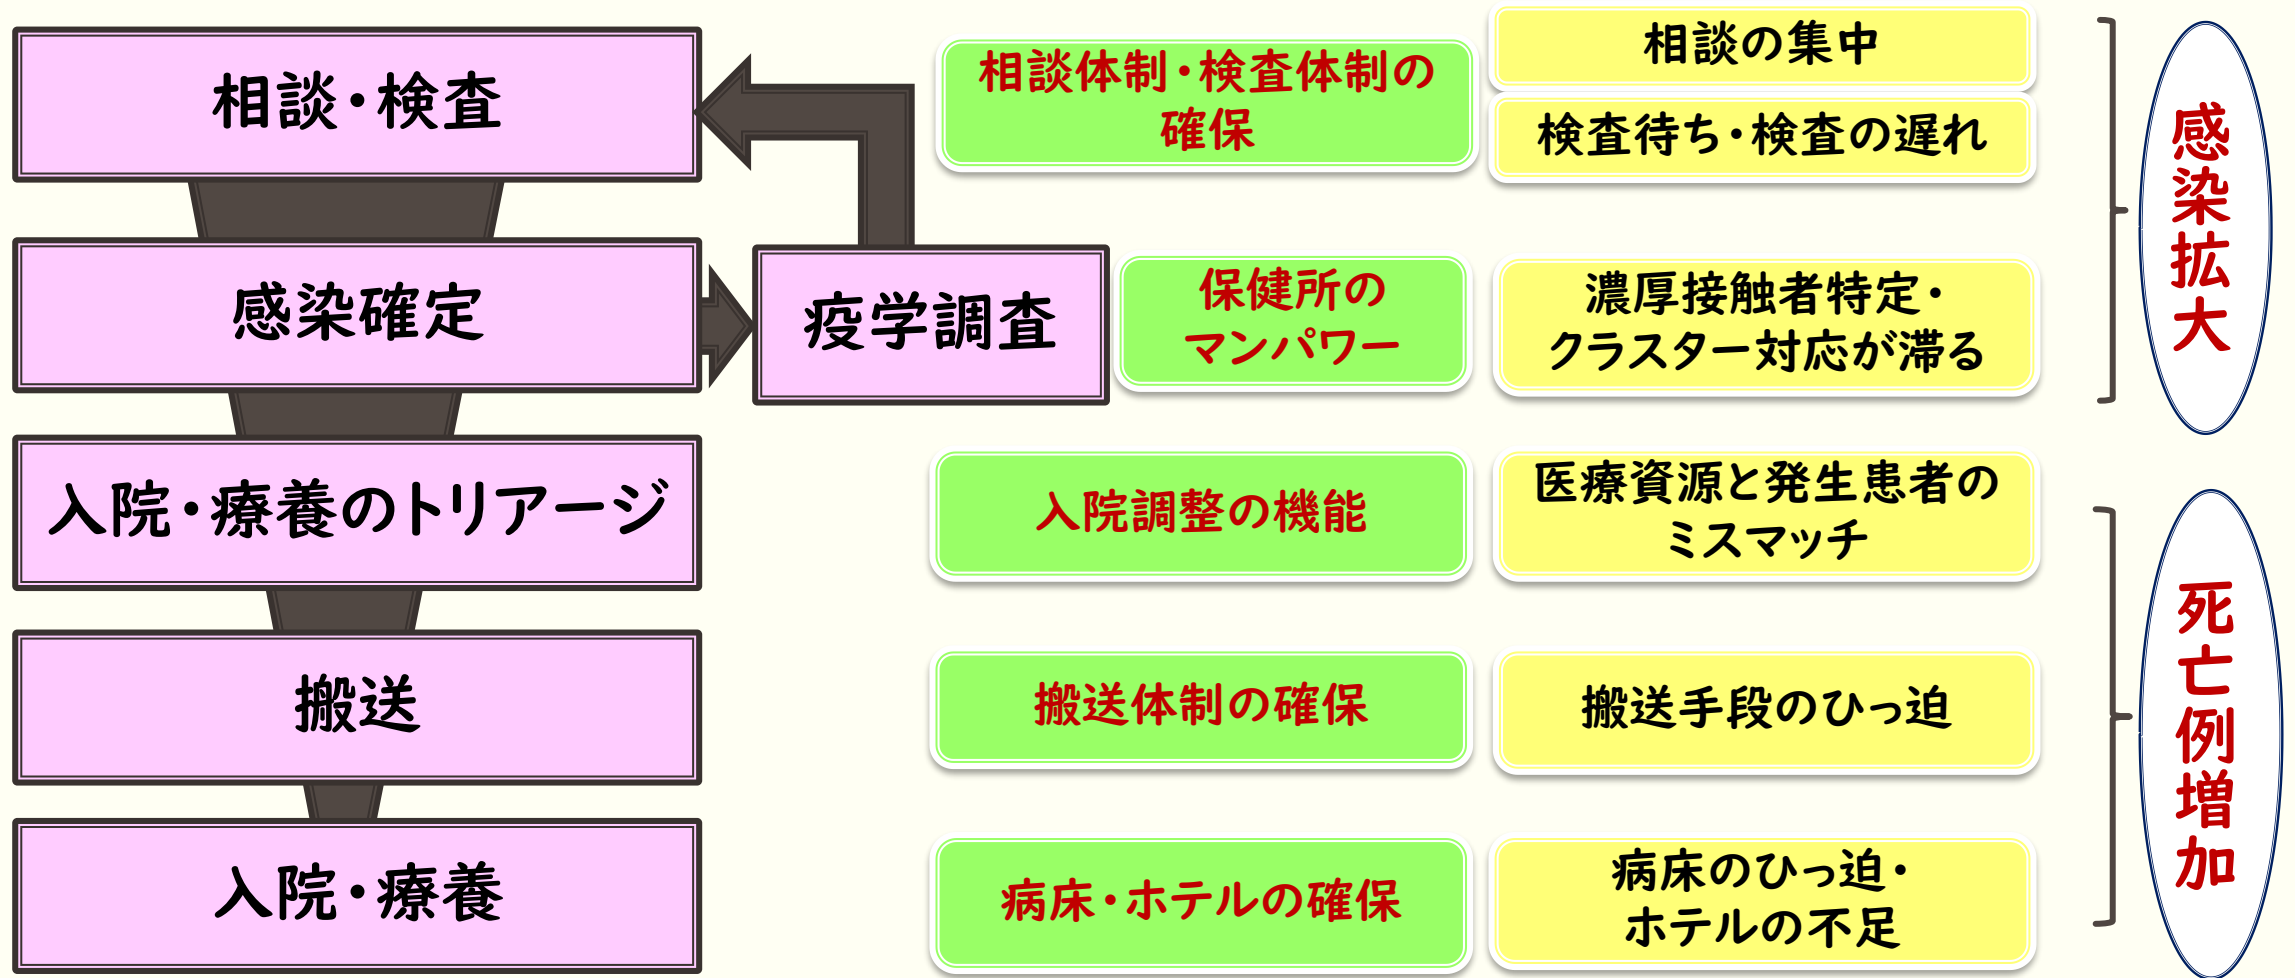 相談・検査
相談体制・検査体制の
確保
相談の集中
検査待ち・検査の遅れ
感染確定
疫学調査
保健所の
マンパワー
濃厚接触者特定・
クラスター対応が滞る
感染拡大
入院・療養のトリアージ
入院調整の機能
医療資源と発生患者の
ミスマッチ
搬送
搬送体制の確保
搬送手段のひっ迫
入院・療養
病床・ホテルの確保
病床のひっ迫・
ホテルの不足
死亡例増加